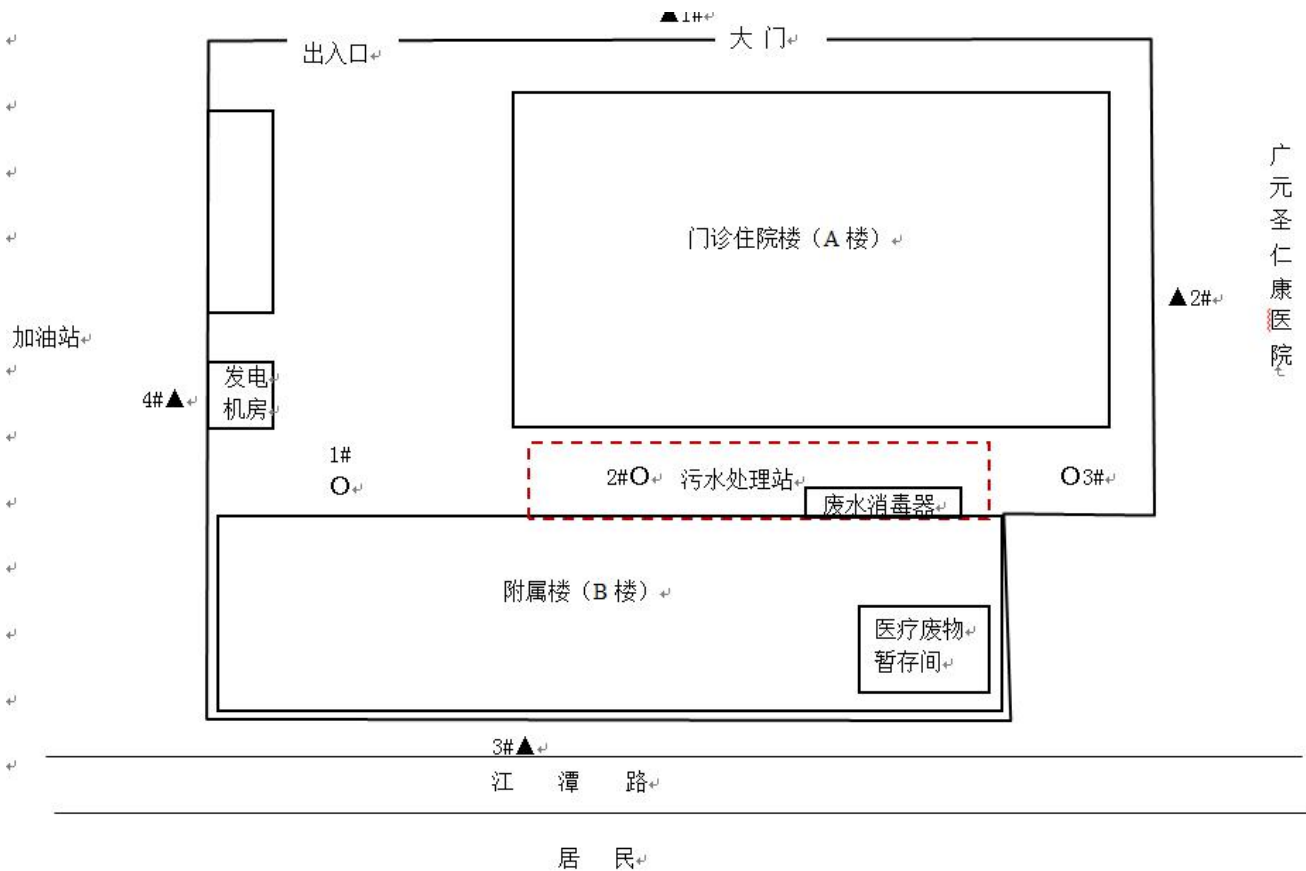 ▲1#
大 门
出入口
广元圣仁康医院
门诊住院楼（A 楼）
▲2#
加油站
发电
机房
4#▲
1#
O
2#O
污水处理站
O3#
废水消毒器
附属楼（B 楼）
医疗废物
暂存间
3#▲
江 潭 路
居 民